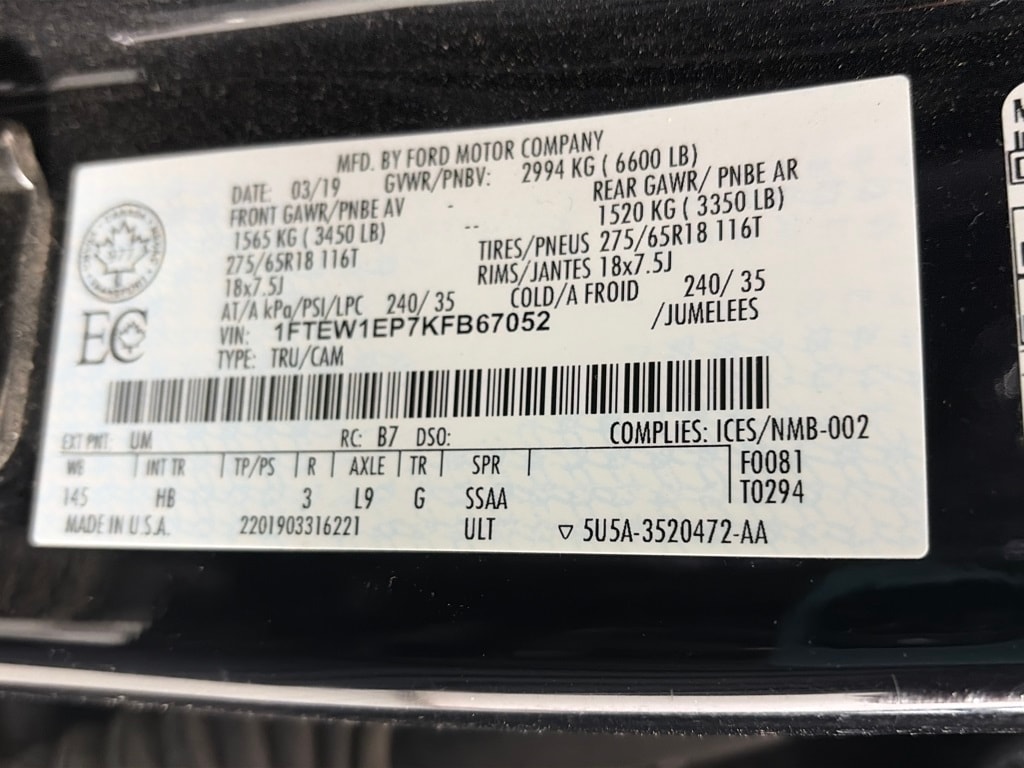 MFD. BY FORD MOTOR COMPANY
DATE: 03/19 GVWR/PNBV: 2994 KG ( 6600 LB)
FRONT GAWR/PNBE AV REAR GAWR/ PNBE AR
1565 KG ( 3450 LB) -- 1520 KG ( 3350 LB)
275/65R18 116T TIRES/PNEUS 275/65R18 116T
18x7.5J RIMS/JANTES 18x7.5J
AT/A kPa/PSI/LPC 240/ 35 COLD/A FROID 240/ 35
VIN: 1FTEW1EP7KFB67052 /JUMELEES
TYPE: TRU/CAM
EC
EXT PNT: UM RC: B7 DSO: COMPLIES: ICES/NMB-002
WB INT TR TP/PS R AXLE TR SPR F0081
145 HB 3 L9 G SSAA T0294
MADE IN U.S.A. 2201903316221 ULT ▽ 5U5A-3520472-AA